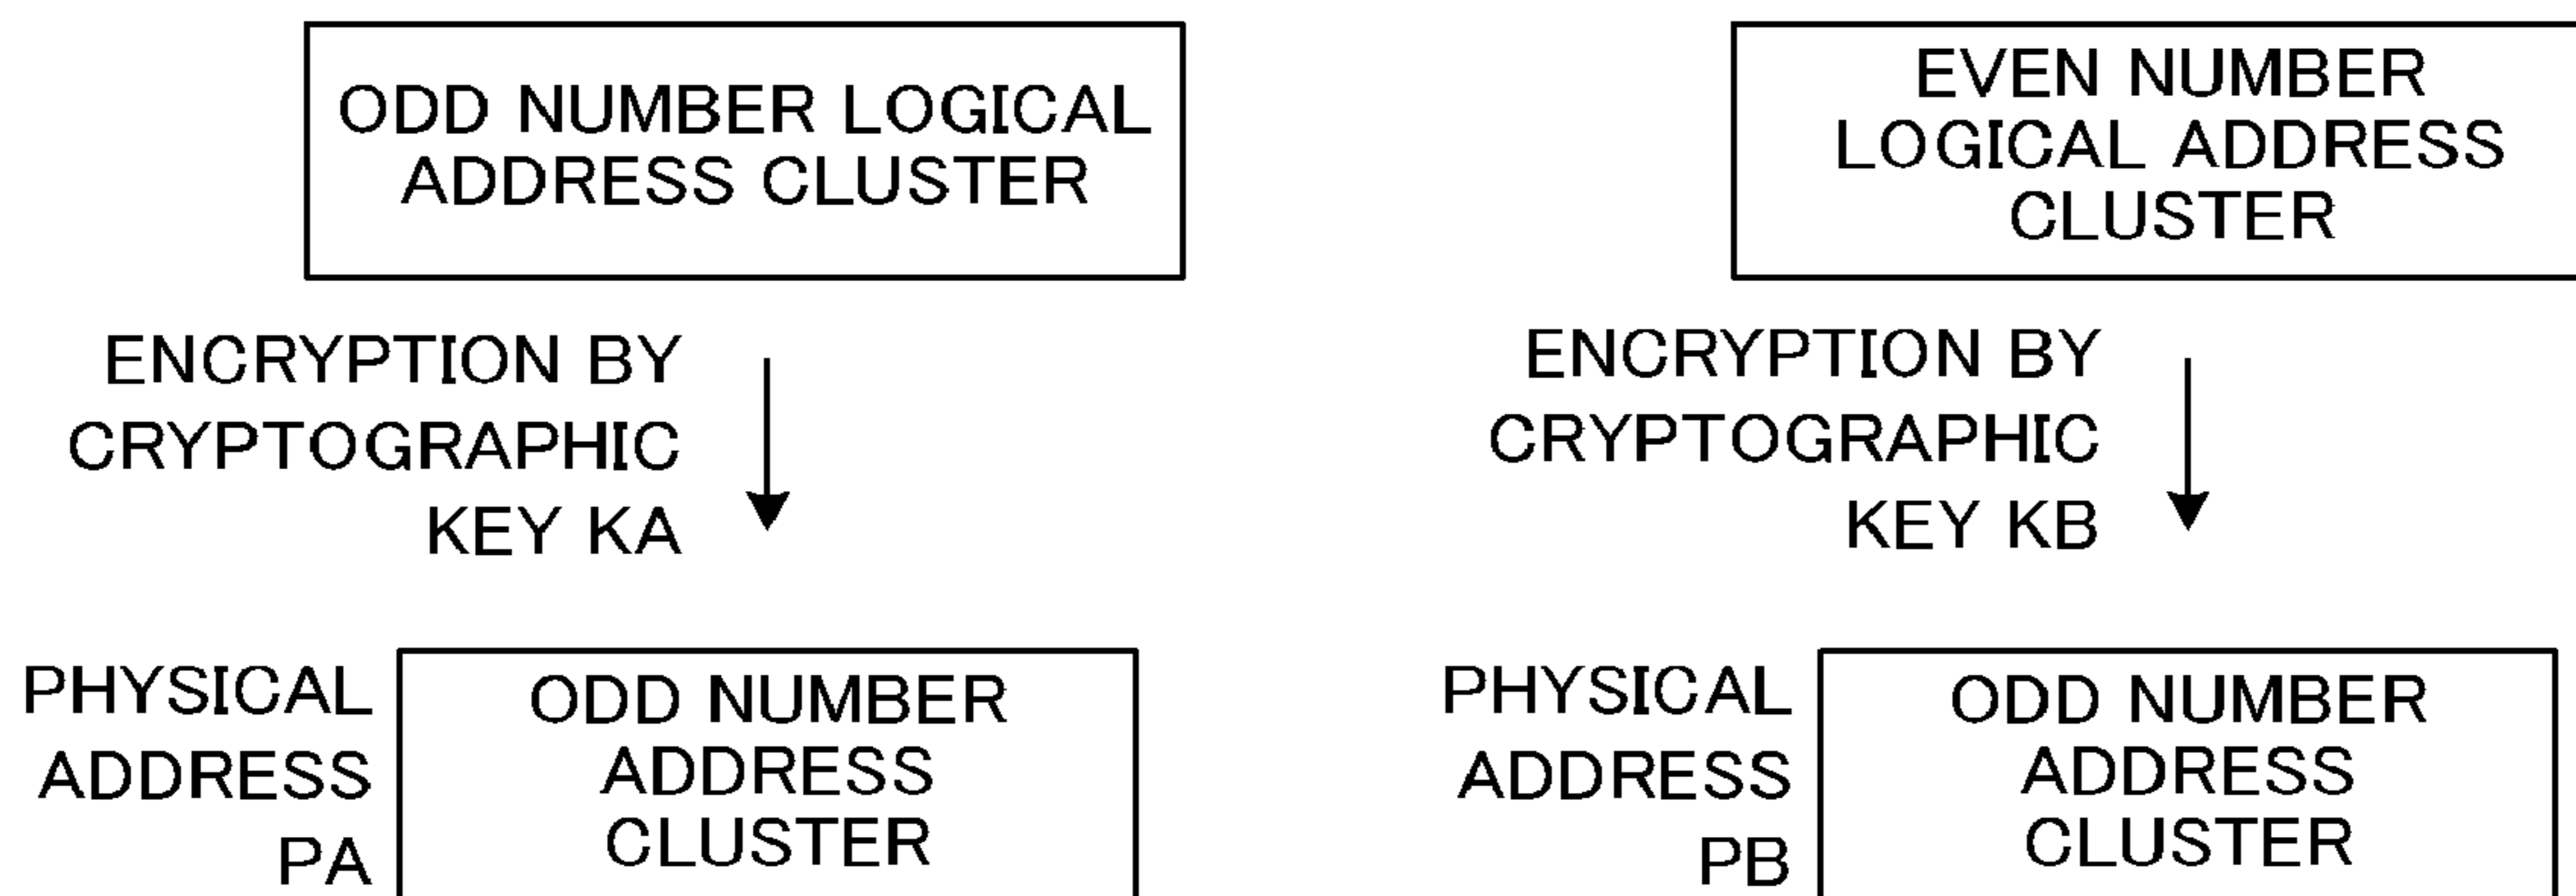 ODD NUMBER LOGICAL
ADDRESS CLUSTER
EVEN NUMBER
LOGICAL ADDRESS
CLUSTER
ENCRYPTION BY
CRYPTOGRAPHIC
KEY KA
ENCRYPTION BY
CRYPTOGRAPHIC
KEY KB
PHYSICAL
ADDRESS
PA
ODD NUMBER
ADDRESS
CLUSTER
PHYSICAL
ADDRESS
PB
ODD NUMBER
ADDRESS
CLUSTER